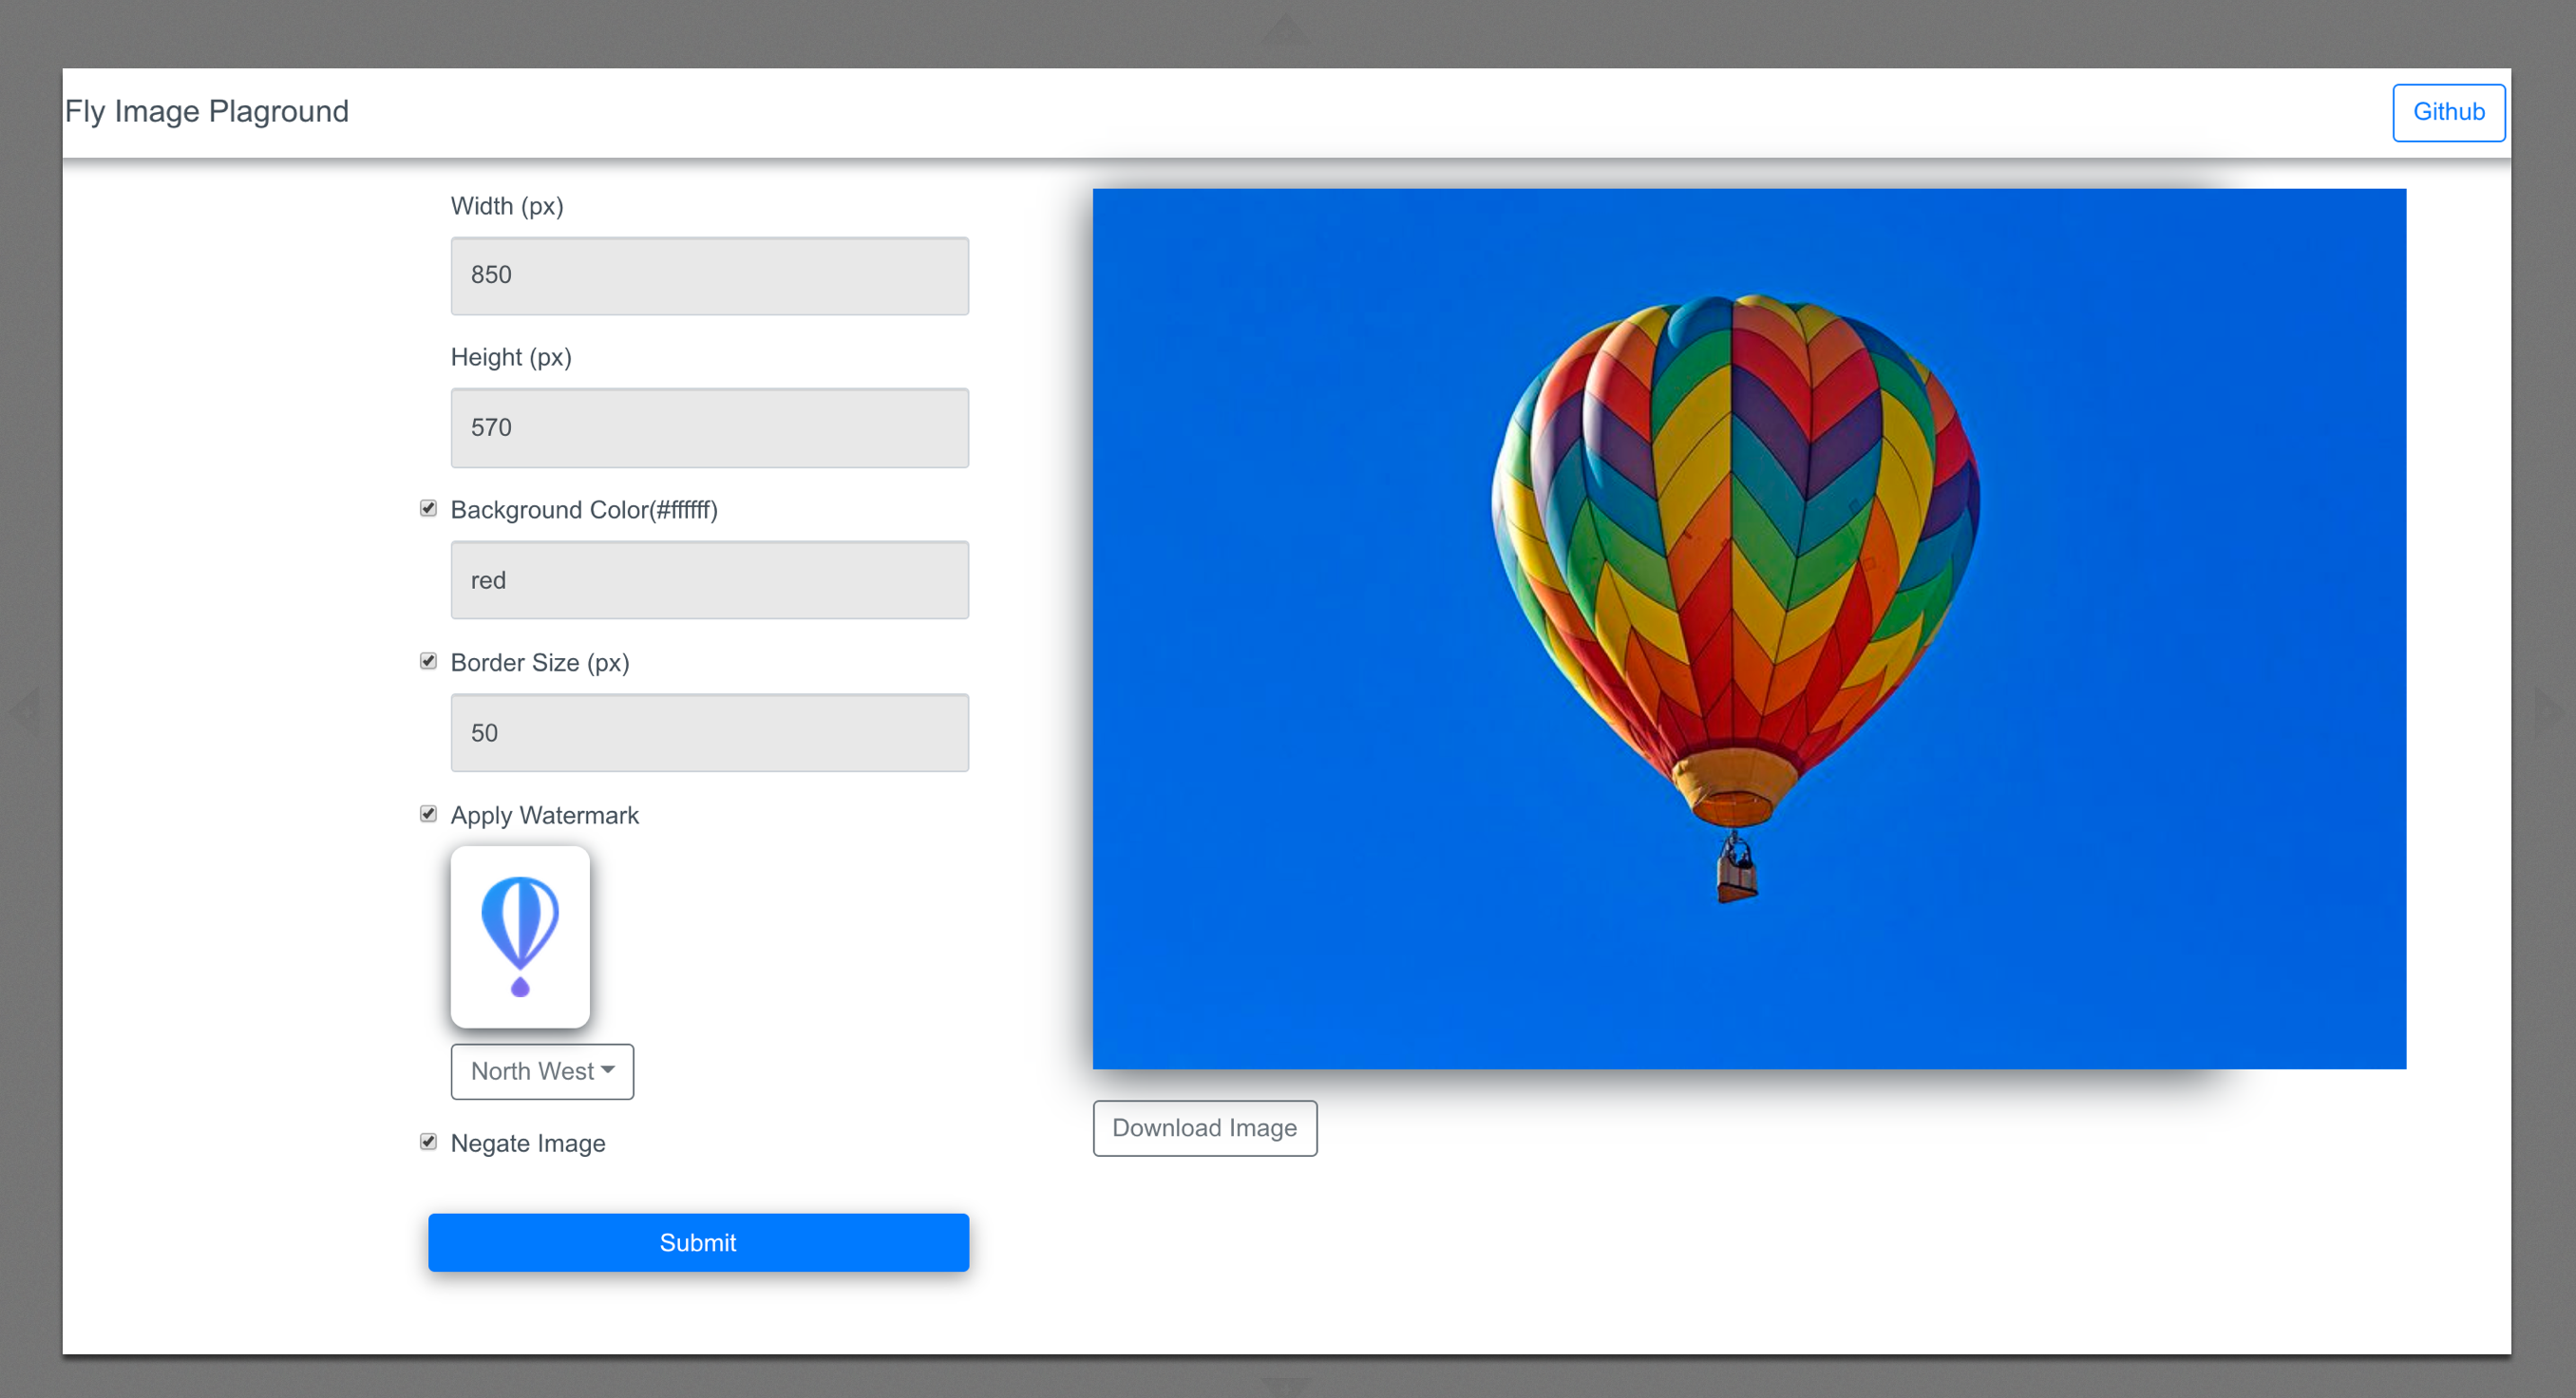 Fly Image Plaground
Github
Width (px)
850
Height (px)
570
Background Color(#ffffff)
red
Border Size (px)
50
Apply Watermark
North West
Negate Image
Submit
Download Image